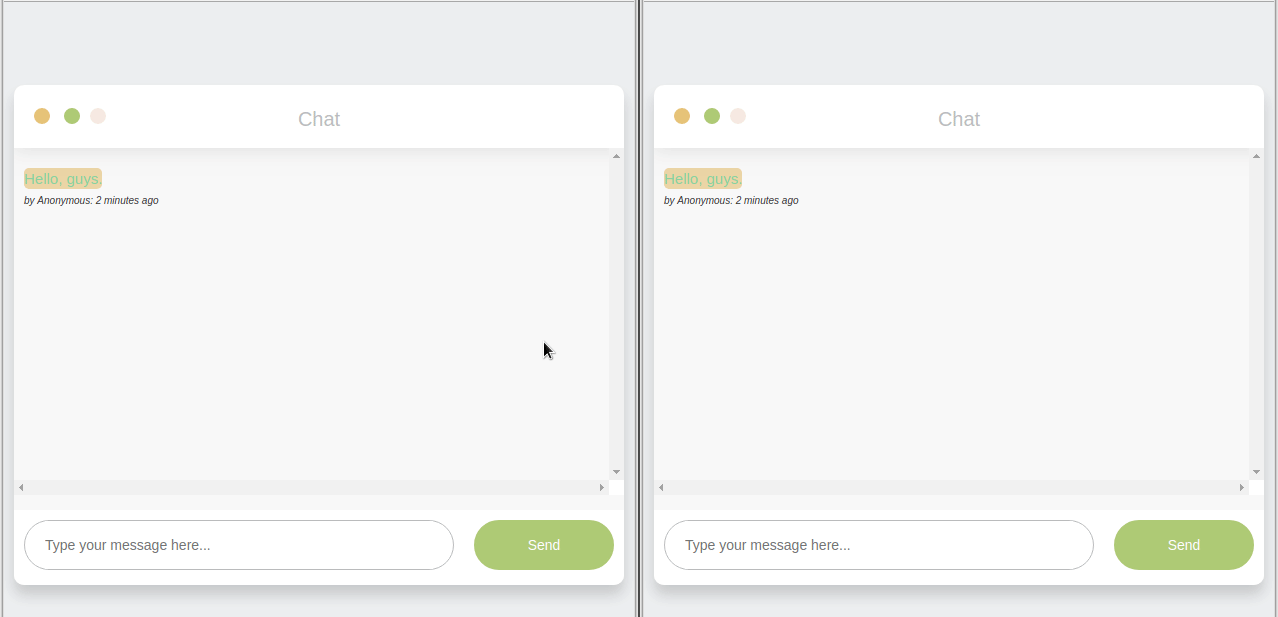 Chat
Hello, guys.
by Anonymous: 2 minutes ago
Type your message here...
Send
Chat
Hello, guys.
by Anonymous: 2 minutes ago
Type your message here...
Send